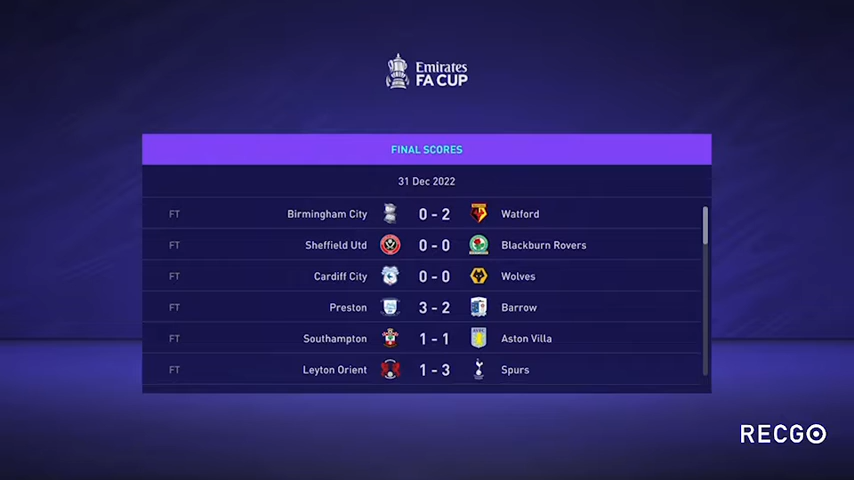 Emirates
FA CUP
FINAL SCORES
31 Dec 2022
FT Birmingham City 0 - 2 Watford
FT Sheffield Utd 0 - 0 Blackburn Rovers
FT Cardiff City 0 - 0 Wolves
FT Preston 3 - 2 Barrow
FT Southampton 1 - 1 Aston Villa
FT Leyton Orient 1 - 3 Spurs
RECGO